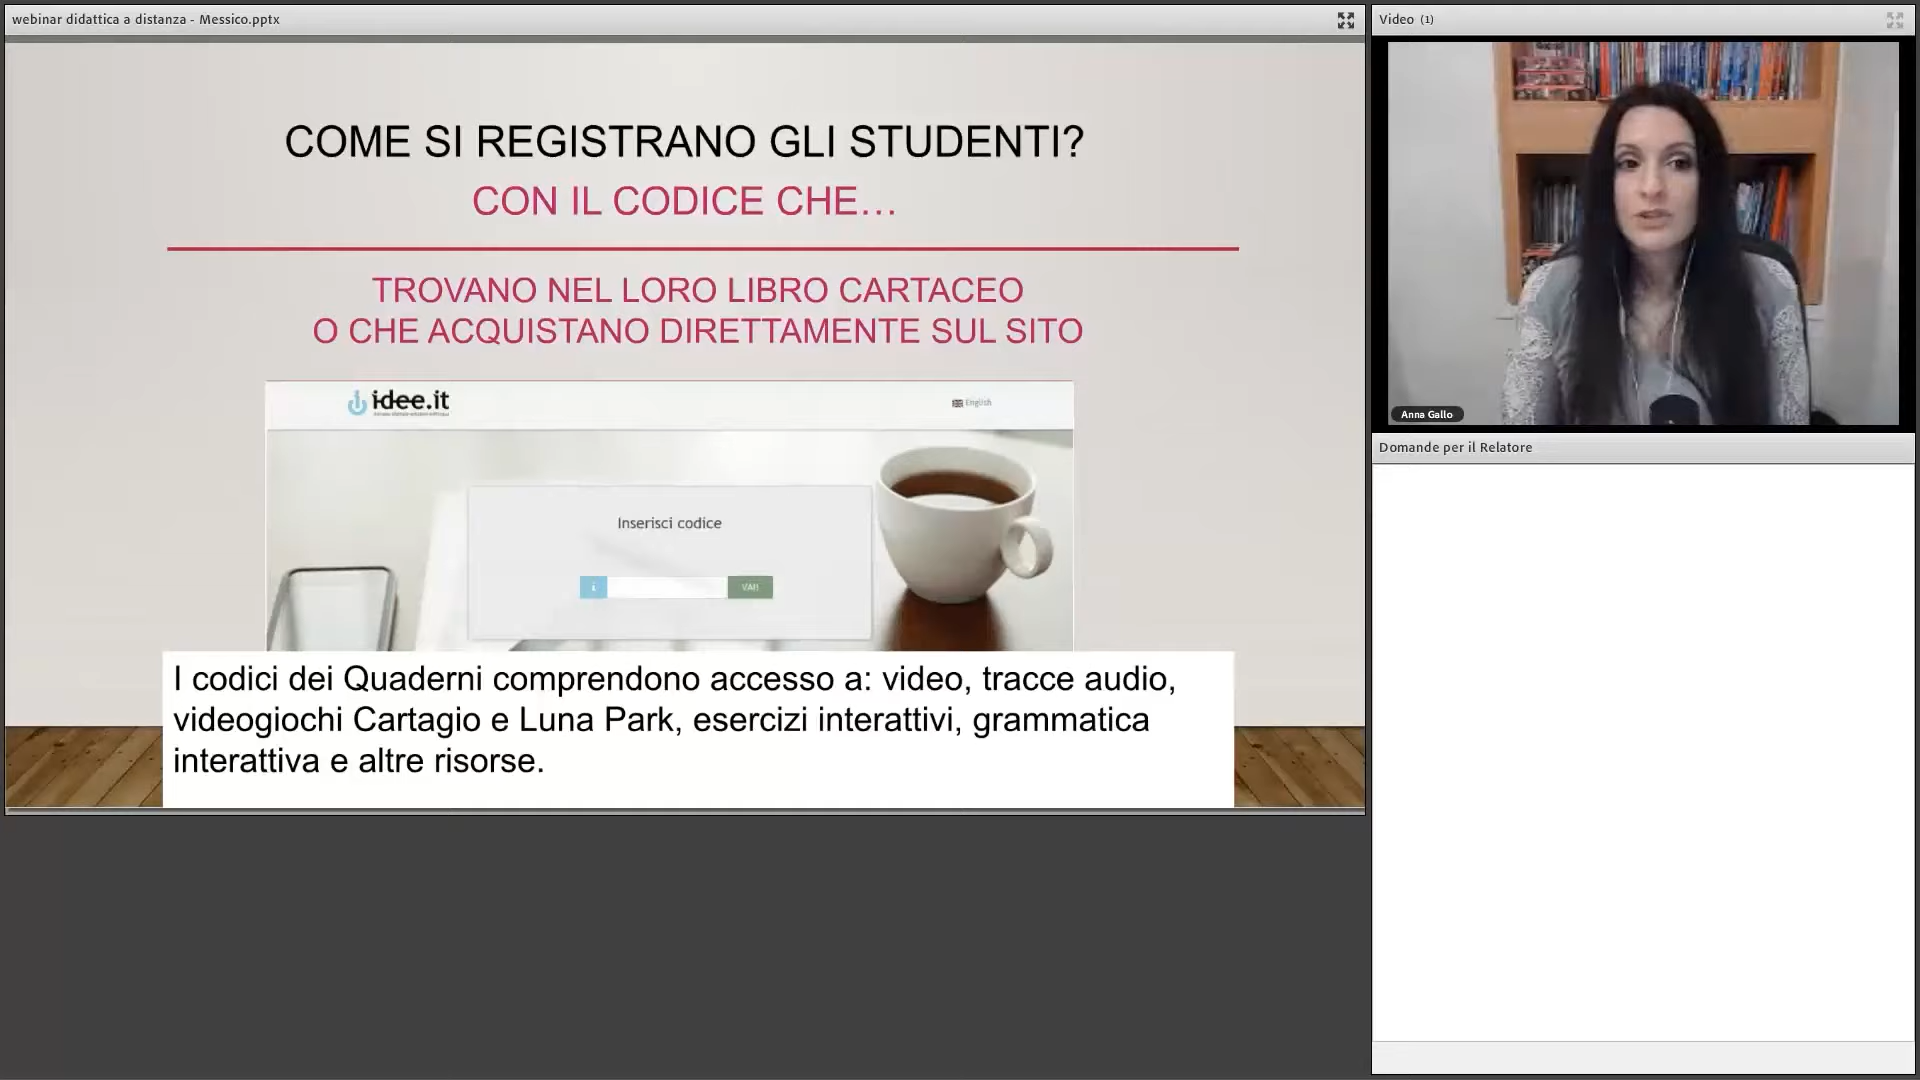 webinar didattica a distanza - Messico.pptx
Video (1)
COME SI REGISTRANO GLI STUDENTI?
CON IL CODICE CHE...
TROVANO NEL LORO LIBRO CARTACEO
O CHE ACQUISTANO DIRETTAMENTE SUL SITO
idee.it
English
Inserisci codice
i
VAI!
I codici dei Quaderni comprendono accesso a: video, tracce audio,
videogiochi Cartagio e Luna Park, esercizi interattivi, grammatica
interattiva e altre risorse.
Anna Gallo
Domande per il Relatore